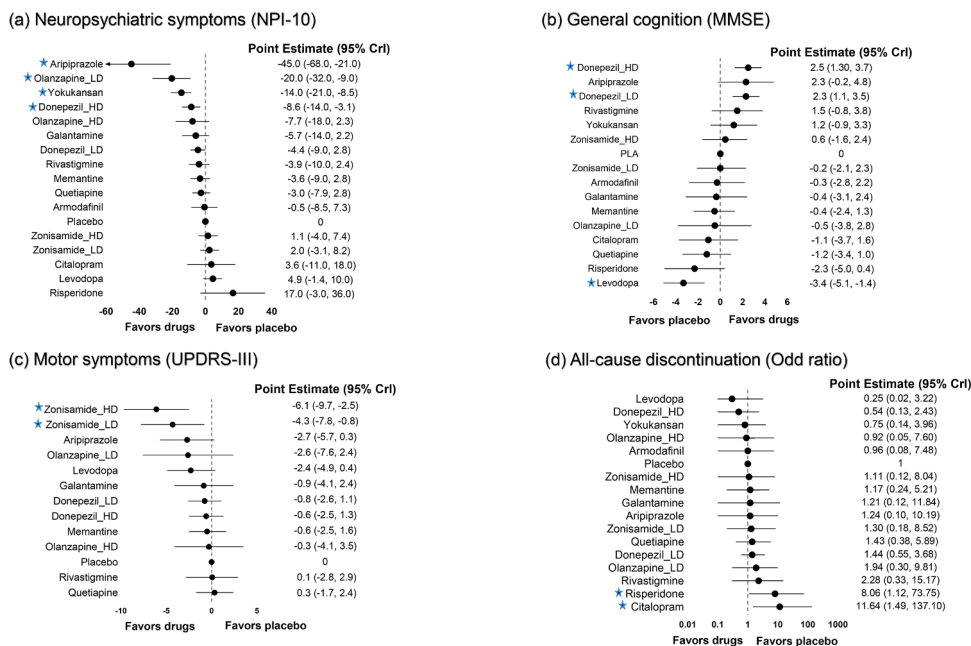 (a) Neuropsychiatric symptoms (NPI-10)
Point Estimate (95% CrI)
Aripiprazole -45.0 (-68.0, -21.0)
Olanzapine_LD -20.0 (-32.0, -9.0)
Yokukansan -14.0 (-21.0, -8.5)
Donepezil_HD -8.6 (-14.0, -3.1)
Olanzapine_HD -7.7 (-18.0, 2.3)
Galantamine -5.7 (-14.0, 2.2)
Donepezil_LD -4.4 (-9.0, 2.8)
Rivastigmine -3.9 (-10.0, 2.4)
Memantine -3.6 (-9.0, 2.8)
Quetiapine -3.0 (-7.9, 2.8)
Armodafinil -0.5 (-8.5, 7.3)
Placebo 0
Zonisamide_HD 1.1 (-4.0, 7.4)
Zonisamide_LD 2.0 (-3.1, 8.2)
Citalopram 3.6 (-11.0, 18.0)
Levodopa 4.9 (-1.4, 10.0)
Risperidone 17.0 (-3.0, 36.0)
-60 -40 -20 0 20 40
Favors drugs Favors placebo
(b) General cognition (MMSE)
Point Estimate (95% CrI)
Donepezil_HD 2.5 (1.30, 3.7)
Aripiprazole 2.3 (-0.2, 4.8)
Donepezil_LD 2.3 (1.1, 3.5)
Rivastigmine 1.5 (-0.8, 3.8)
Yokukansan 1.2 (-0.9, 3.3)
Zonisamide_HD 0.6 (-1.6, 2.4)
PLA 0
Zonisamide_LD -0.2 (-2.1, 2.3)
Armodafinil -0.3 (-2.8, 2.2)
Galantamine -0.4 (-3.1, 2.4)
Memantine -0.4 (-2.4, 1.3)
Olanzapine_LD -0.5 (-3.8, 2.8)
Citalopram -1.1 (-3.7, 1.6)
Quetiapine -1.2 (-3.4, 1.0)
Risperidone -2.3 (-5.0, 0.4)
Levodopa -3.4 (-5.1, -1.4)
-6 -4 -2 0 2 4 6
Favors placebo Favors drugs
(c) Motor symptoms (UPDRS-III)
Point Estimate (95% CrI)
Zonisamide_HD -6.1 (-9.7, -2.5)
Zonisamide_LD -4.3 (-7.8, -0.8)
Aripiprazole -2.7 (-5.7, 0.3)
Olanzapine_LD -2.6 (-7.6, 2.4)
Levodopa -2.4 (-4.9, 0.4)
Galantamine -0.9 (-4.1, 2.4)
Donepezil_LD -0.8 (-2.6, 1.1)
Donepezil_HD -0.6 (-2.5, 1.3)
Memantine -0.6 (-2.5, 1.6)
Olanzapine_HD -0.3 (-4.1, 3.5)
Placebo 0
Rivastigmine 0.1 (-2.8, 2.9)
Quetiapine 0.3 (-1.7, 2.4)
-10 -5 0 5
Favors drugs Favors placebo
(d) All-cause discontinuation (Odd ratio)
Point Estimate (95% CrI)
Levodopa 0.25 (0.02, 3.22)
Donepezil_HD 0.54 (0.13, 2.43)
Yokukansan 0.75 (0.14, 3.96)
Olanzapine_HD 0.92 (0.05, 7.60)
Armodafinil 0.96 (0.08, 7.48)
Placebo 1
Zonisamide_HD 1.11 (0.12, 8.04)
Memantine 1.17 (0.24, 5.21)
Galantamine 1.21 (0.12, 11.84)
Aripiprazole 1.24 (0.10, 10.19)
Zonisamide_LD 1.30 (0.18, 8.52)
Quetiapine 1.43 (0.38, 5.89)
Donepezil_LD 1.44 (0.55, 3.68)
Olanzapine_LD 1.94 (0.30, 9.81)
Rivastigmine 2.28 (0.33, 15.17)
Risperidone 8.06 (1.12, 73.75)
Citalopram 11.64 (1.49, 137.10)
0.01 0.1 1 10 100 1000
Favors drugs Favors placebo